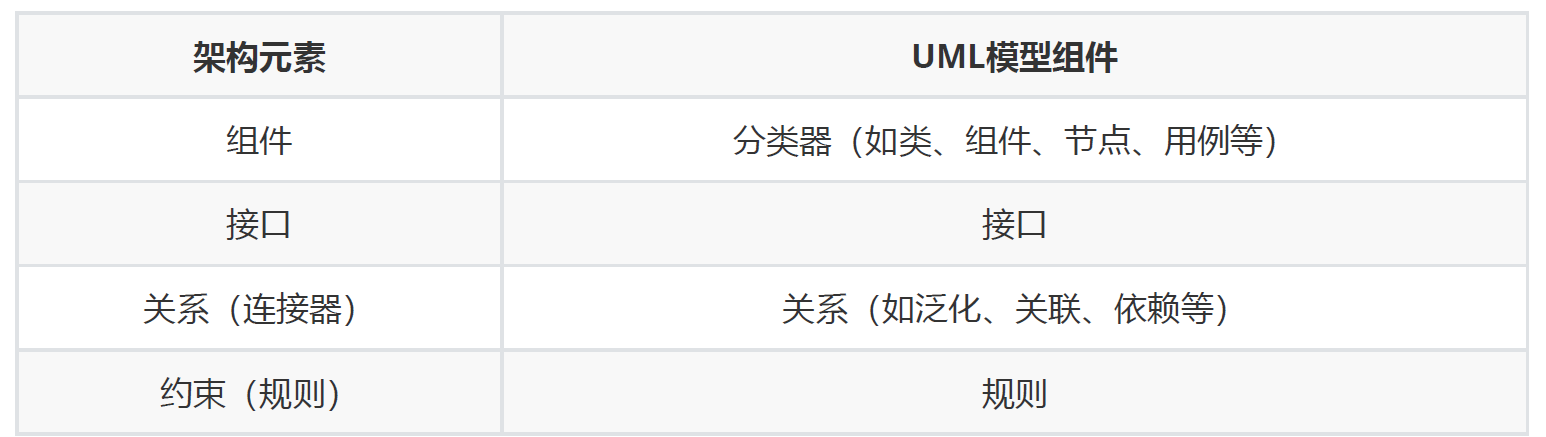 架构元素 UML模型组件
组件 分类器（如类、组件、节点、用例等）
接口 接口
关系（连接器） 关系（如泛化、关联、依赖等）
约束（规则） 规则